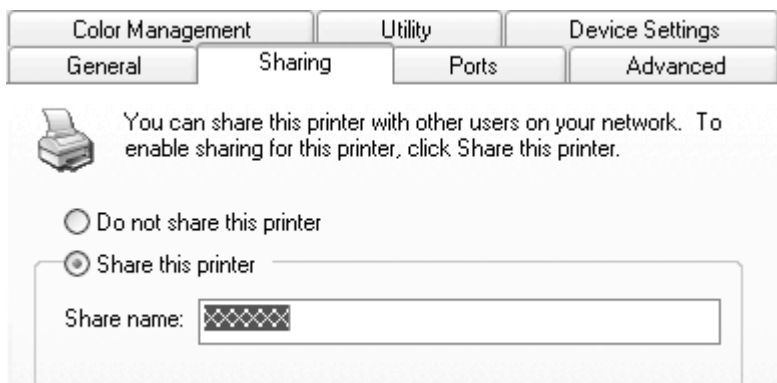 Color Management Utility Device Settings
General Sharing Ports Advanced
You can share this printer with other users on your network. To
enable sharing for this printer, click Share this printer.
Do not share this printer
Share this printer
Share name: XXXXXX